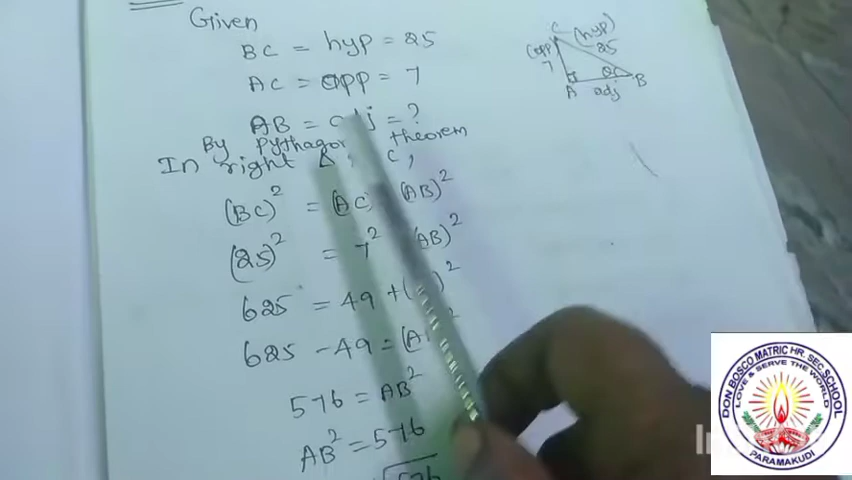 Given
BC = hyp = 25
AC = opp = 7
AB = = ?
By theorem
In right Δ C,
(BC)² = (AC) (AB)²
(25)² = 7² (AB)²
625 = 49 + ( )²
625 - 49 = (A
576 = AB²
AB² = 576
√576
C (hyp)
(opp) 25
7
θ B
A adj
DON BOSCO MATRIC HR. SEC SCHOOL
LOVE & SERVE THE WORLD
PARAMAKUDI